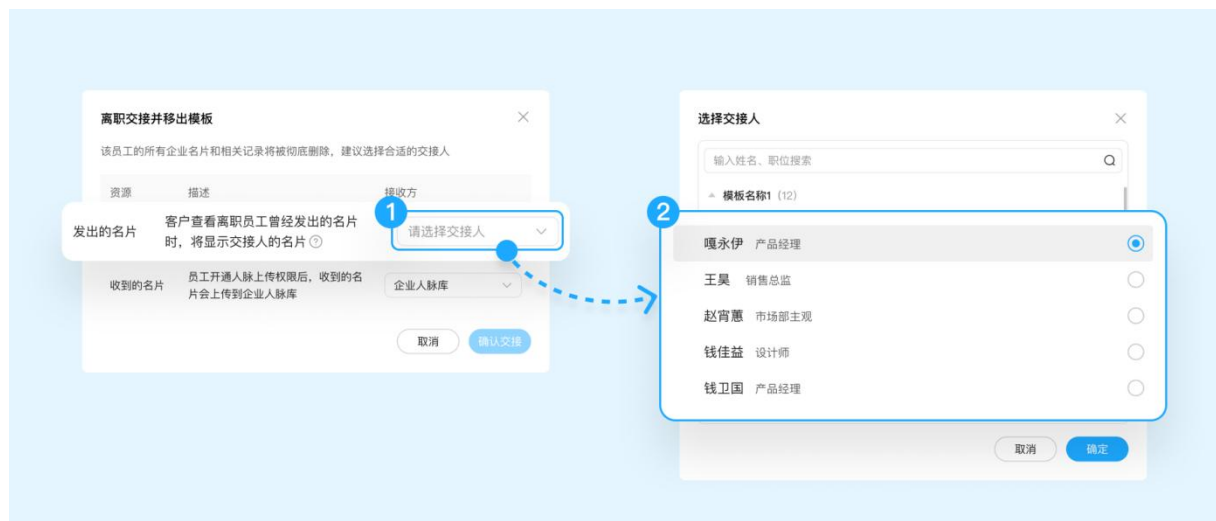 离职交接并移出模板
该员工的所有企业名片和相关记录将被彻底删除，建议选择合适的交接人
资源 描述 接收方
1
发出的名片 客户查看离职员工曾经发出的名片 请选择交接人
时，将显示交接人的名片 ?
收到的名片 员工开通人脉上传权限后，收到的名 企业人脉库
片会上传到企业人脉库
取消 确认交接
选择交接人
输入姓名、职位搜索
模板名称1 (12)
2
嘎永伊 产品经理
王昊 销售总监
赵宵蕙 市场部主观
钱佳益 设计师
钱卫国 产品经理
取消 确定